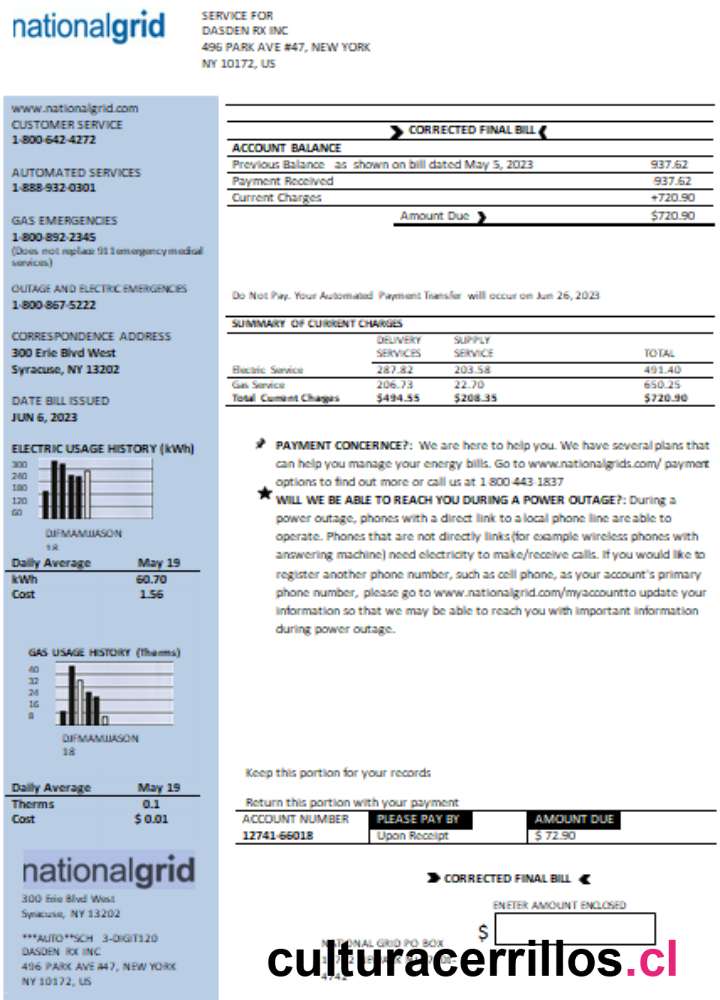 nationalgrid
SERVICE FOR
DASDEN RX INC
496 PARK AVE #47, NEW YORK
NY 10172, US
www.nationalgrid.com
CUSTOMER SERVICE
1-800-642-4272
AUTOMATED SERVICES
1-888-932-0301
GAS EMERGENCIES
1-800-892-2345
(Does not replace 911emergency medical
services)
OUTAGE AND ELECTRIC EMERGENCIES
1-800-867-5222
CORRESPONDENCE ADDRESS
300 Erie Blvd West
Syracuse, NY 13202
DATE BILL ISSUED
JUN 6, 2023
ELECTRIC USAGE HISTORY (kWh)
300
240
180
120
60
DJFMAMJJASON
18
Daily Average May 19
kWh 60.70
Cost 1.56
GAS USAGE HISTORY (Therms)
40
32
24
16
8
DJFMAMJJASON
18
Daily Average May 19
Therms 0.1
Cost $ 0.01
nationalgrid
300 Erie Blvd West
Syracuse, NY 13202
***AUTO**SCH 3-DIGIT120
DASDEN RX INC
496 PARK AVE #47, NEW YORK
NY 10172, US
CORRECTED FINAL BILL
ACCOUNT BALANCE
Previous Balance as shown on bill dated May 5, 2023 937.62
Payment Received 937.62
Current Charges +720.90
Amount Due $720.90
Do Not Pay. Your Automated Payment Transfer will occur on Jun 26, 2023
SUMMARY OF CURRENT CHARGES
DELIVERY SUPPLY
SERVICES SERVICE TOTAL
Electric Service 287.82 203.58 491.40
Gas Service 206.73 22.70 650.25
Total Current Charges $494.55 $208.35 $720.90
PAYMENT CONCERNCE?: We are here to help you. We have several plans that
can help you manage your energy bills. Go to www.nationalgrids.com/ payment
options to find out more or call us at 1 800 443 1837
WILL WE BE ABLE TO REACH YOU DURING A POWER OUTAGE?: During a
power outage, phones with a direct link to a local phone line are able to
operate. Phones that are not directly links(for example wireless phones with
answering machine) need electricity to make/receive calls. If you would like to
register another phone number, such as cell phone, as your account's primary
phone number, please go to www.nationalgrid.com/myaccountto update your
information so that we may be able to reach you with important information
during power outage.
Keep this portion for your records
Return this portion with your payment
ACCOUNT NUMBER PLEASE PAY BY AMOUNT DUE
12741-66018 Upon Receipt $ 72.90
CORRECTED FINAL BILL
ENETER AMOUNT ENCLOSED
$
NATIONAL GRID PO BOX
4742
culturacerrillos.cl